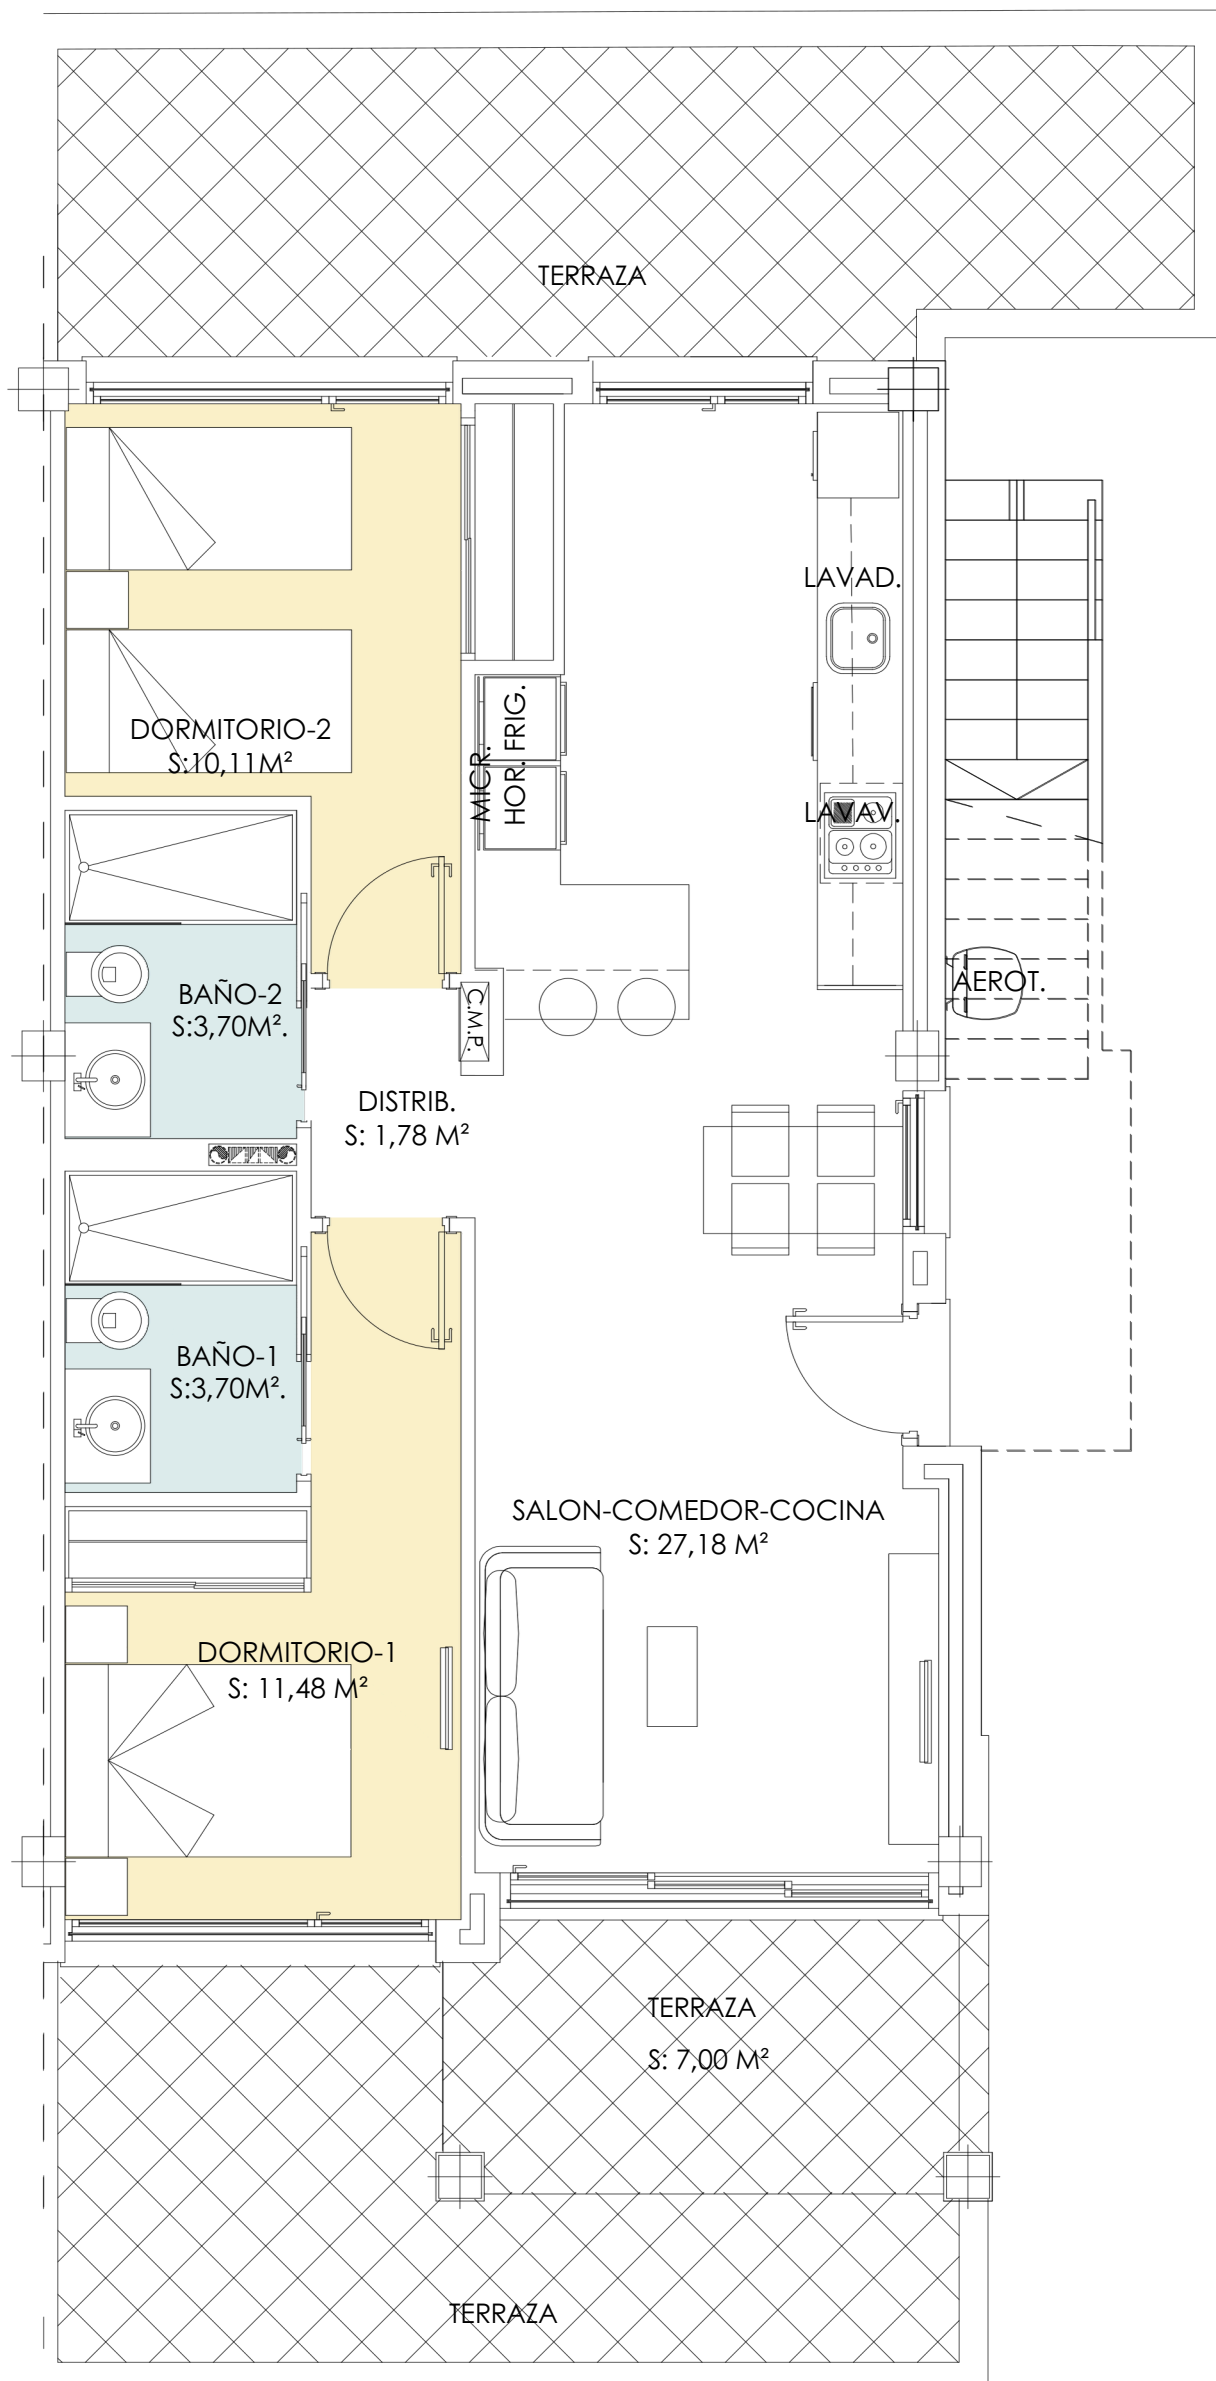 TERRAZA
LAVAD.
DORMITORIO-2
S:10,11M²
MICR.
HOR. FRIG.
LAVAV.
BAÑO-2
S:3,70M².
C.M.P.
AEROT.
DISTRIB.
S: 1,78 M²
BAÑO-1
S:3,70M².
SALON-COMEDOR-COCINA
S: 27,18 M²
DORMITORIO-1
S: 11,48 M²
TERRAZA
S: 7,00 M²
TERRAZA